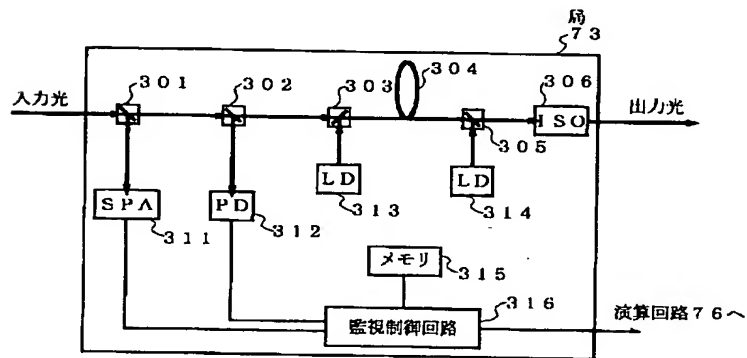 局
73
301
302
303
304
306
入力光
ISO
出力光
305
LD
LD
313
314
SPA
PD
311
312
メモリ
315
316
監視制御回路
演算回路76へ